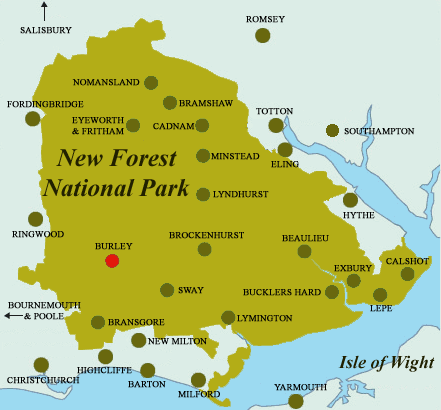 ROMSEY
SALISBURY
NOMANSLAND
BRAMSHAW
FORDINGBRIDGE
EYEWORTH
& FRITHAM
CADNAM
TOTTON
SOUTHAMPTON
New Forest
National Park
MINSTEAD
ELING
LYNDHURST
HYTHE
RINGWOOD
BURLEY
BROCKENHURST
BEAULIEU
CALSHOT
EXBURY
SWAY
BUCKLERS HARD
LEPE
BOURNEMOUTH
& POOLE
BRANSGORE
LYMINGTON
NEW MILTON
Isle of Wight
CHRISTCHURCH
HIGHCLIFFE
BARTON
MILFORD
YARMOUTH